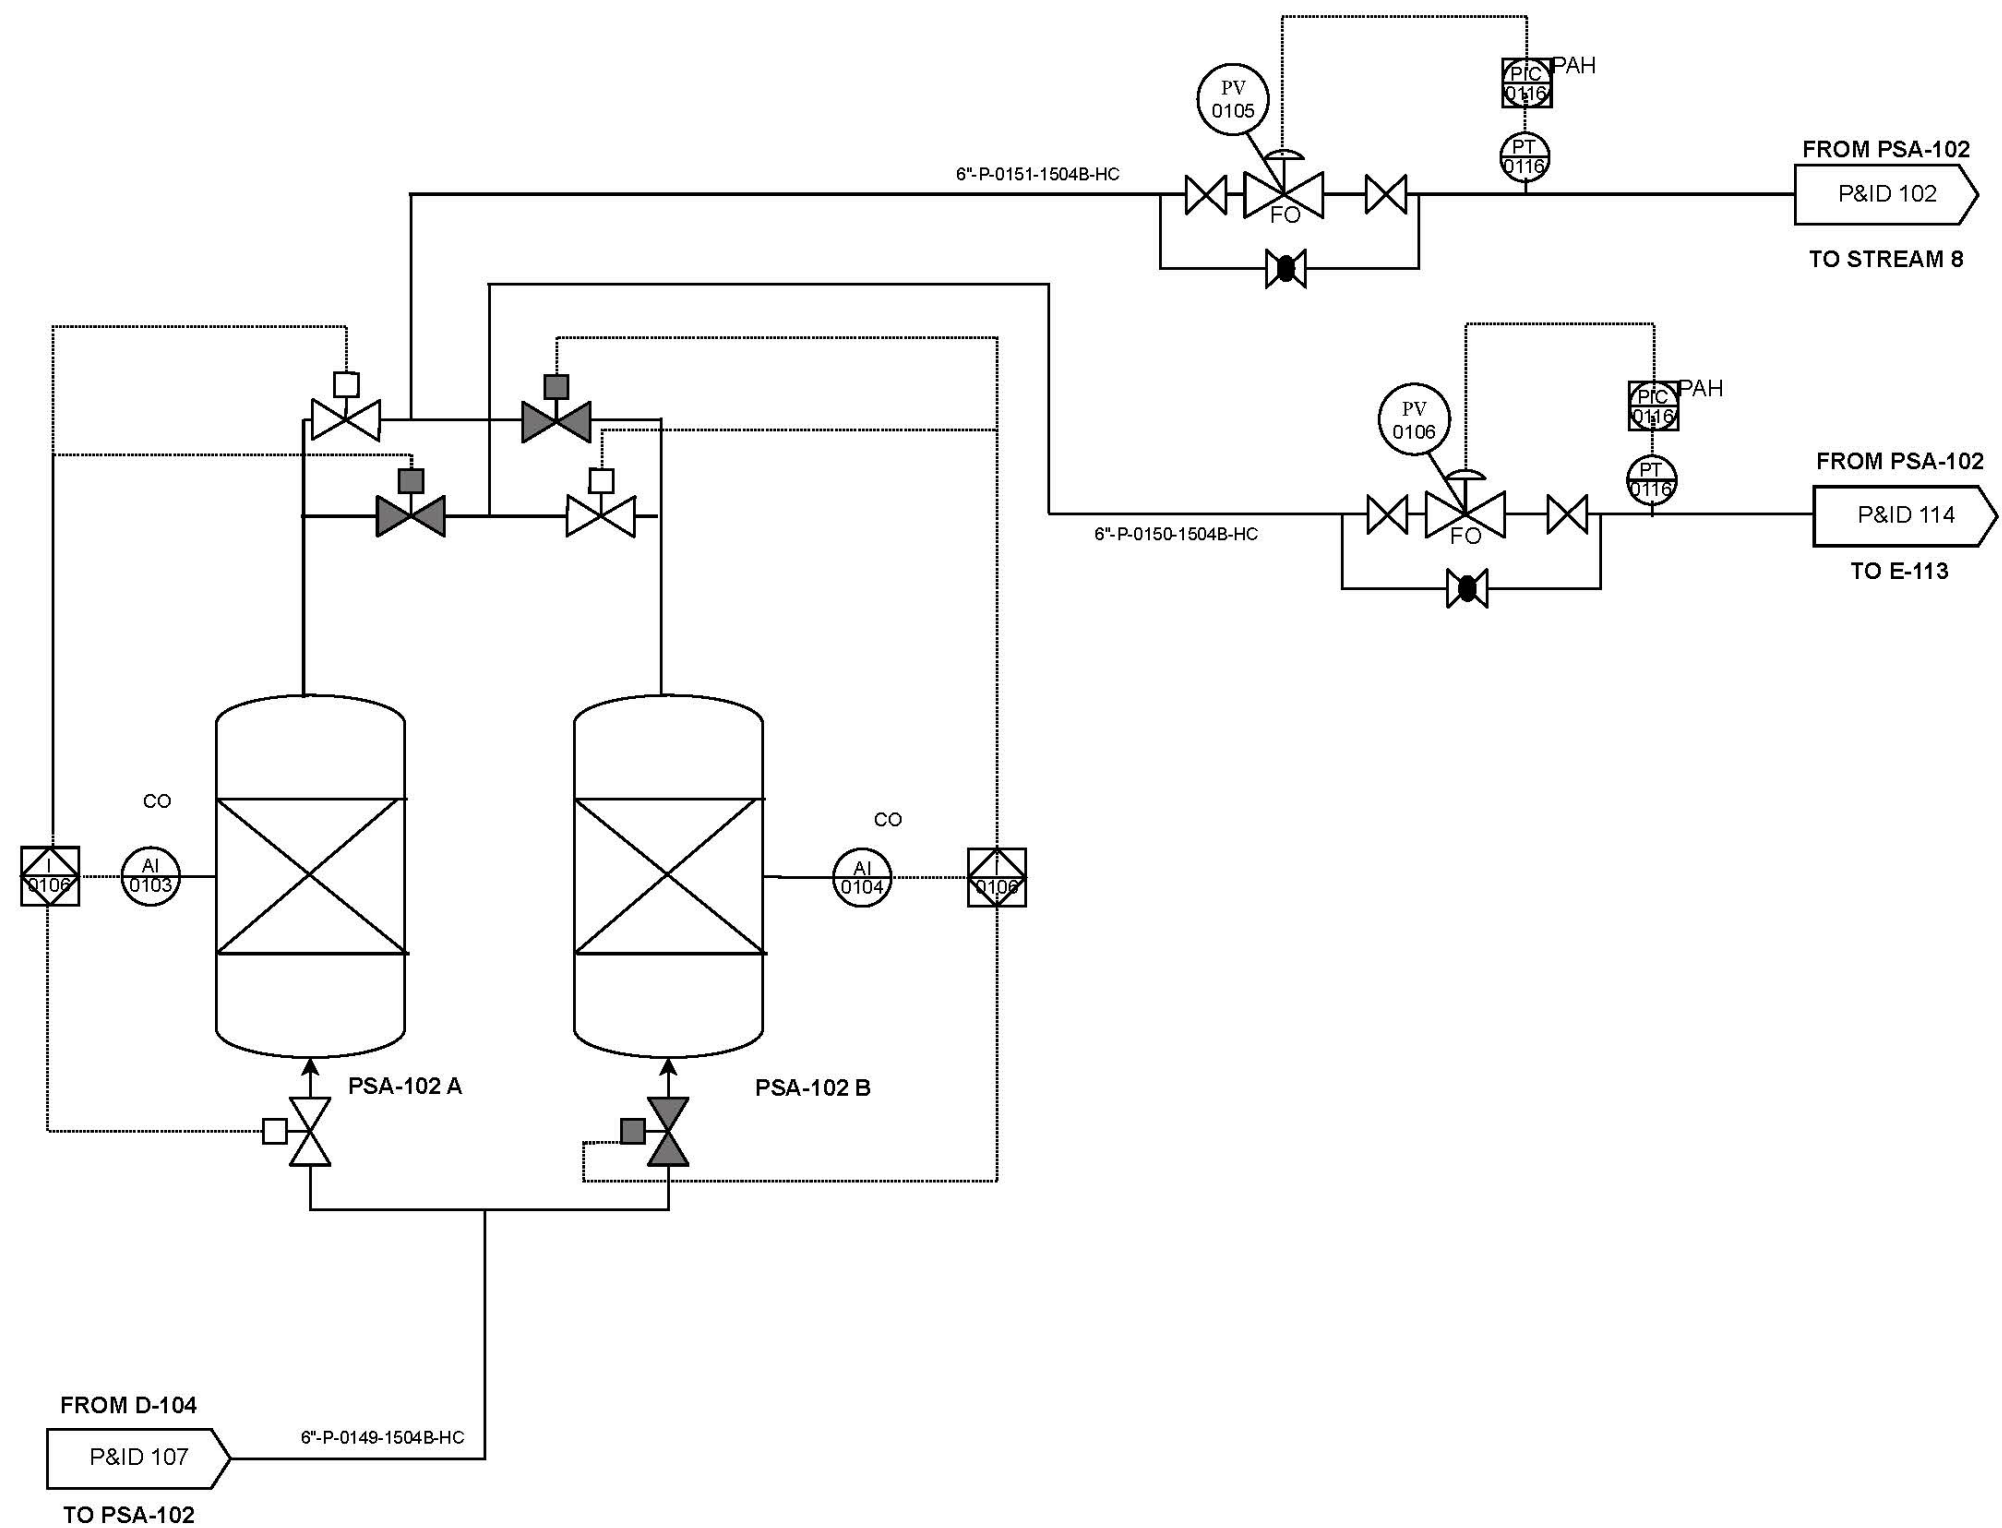 PV
0105
PIC
0116
PAH
PT
0116
FROM PSA-102
P&ID 102
TO STREAM 8
6"-P-0151-1504B-HC
FO
PV
0106
PIC
0116
PAH
PT
0116
FROM PSA-102
P&ID 114
TO E-113
6"-P-0150-1504B-HC
FO
CO
I
0106
AI
0103
CO
AI
0104
I
0106
PSA-102 A
PSA-102 B
FROM D-104
P&ID 107
TO PSA-102
6"-P-0149-1504B-HC